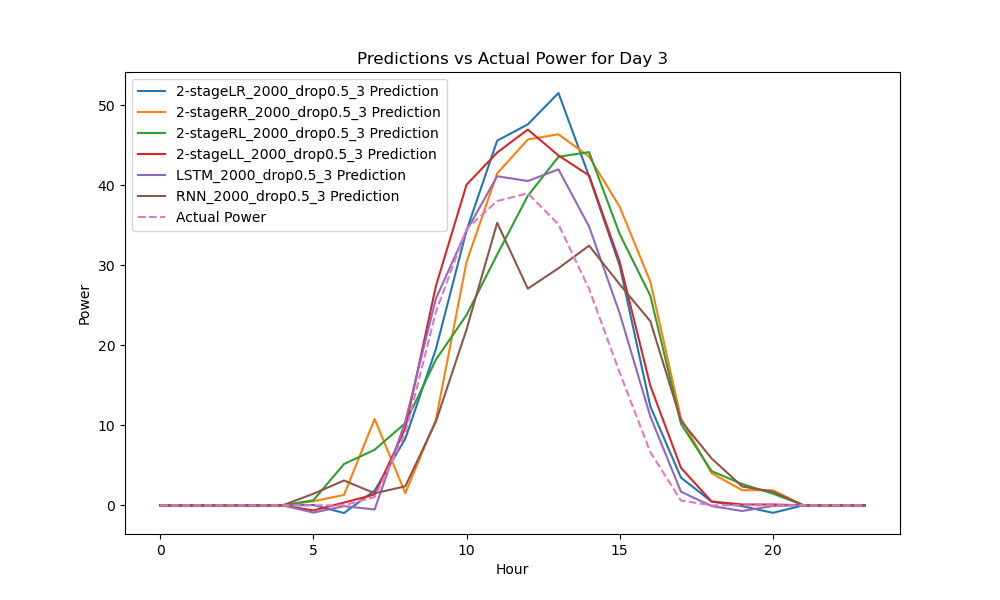 Predictions vs Actual Power for Day 3
2-stageLR_2000_drop0.5_3 Prediction
2-stageRR_2000_drop0.5_3 Prediction
2-stageRL_2000_drop0.5_3 Prediction
2-stageLL_2000_drop0.5_3 Prediction
LSTM_2000_drop0.5_3 Prediction
RNN_2000_drop0.5_3 Prediction
Actual Power
50
40
30
20
10
0
Power
0 5 10 15 20
Hour